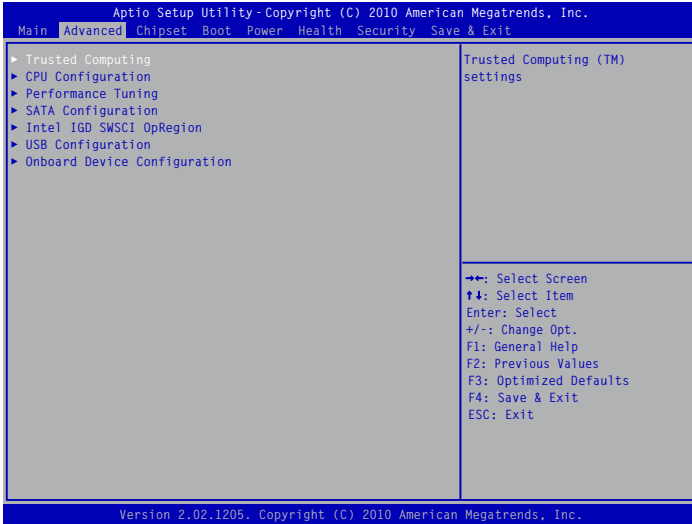 Aptio Setup Utility - Copyright (C) 2010 American Megatrends, Inc.
Main Advanced Chipset Boot Power Health Security Save & Exit
► Trusted Computing
► CPU Configuration
► Performance Tuning
► SATA Configuration
► Intel IGD SWSCI OpRegion
► USB Configuration
► Onboard Device Configuration
Trusted Computing (TM)
settings
→←: Select Screen
↑↓: Select Item
Enter: Select
+/-: Change Opt.
F1: General Help
F2: Previous Values
F3: Optimized Defaults
F4: Save & Exit
ESC: Exit
Version 2.02.1205. Copyright (C) 2010 American Megatrends, Inc.